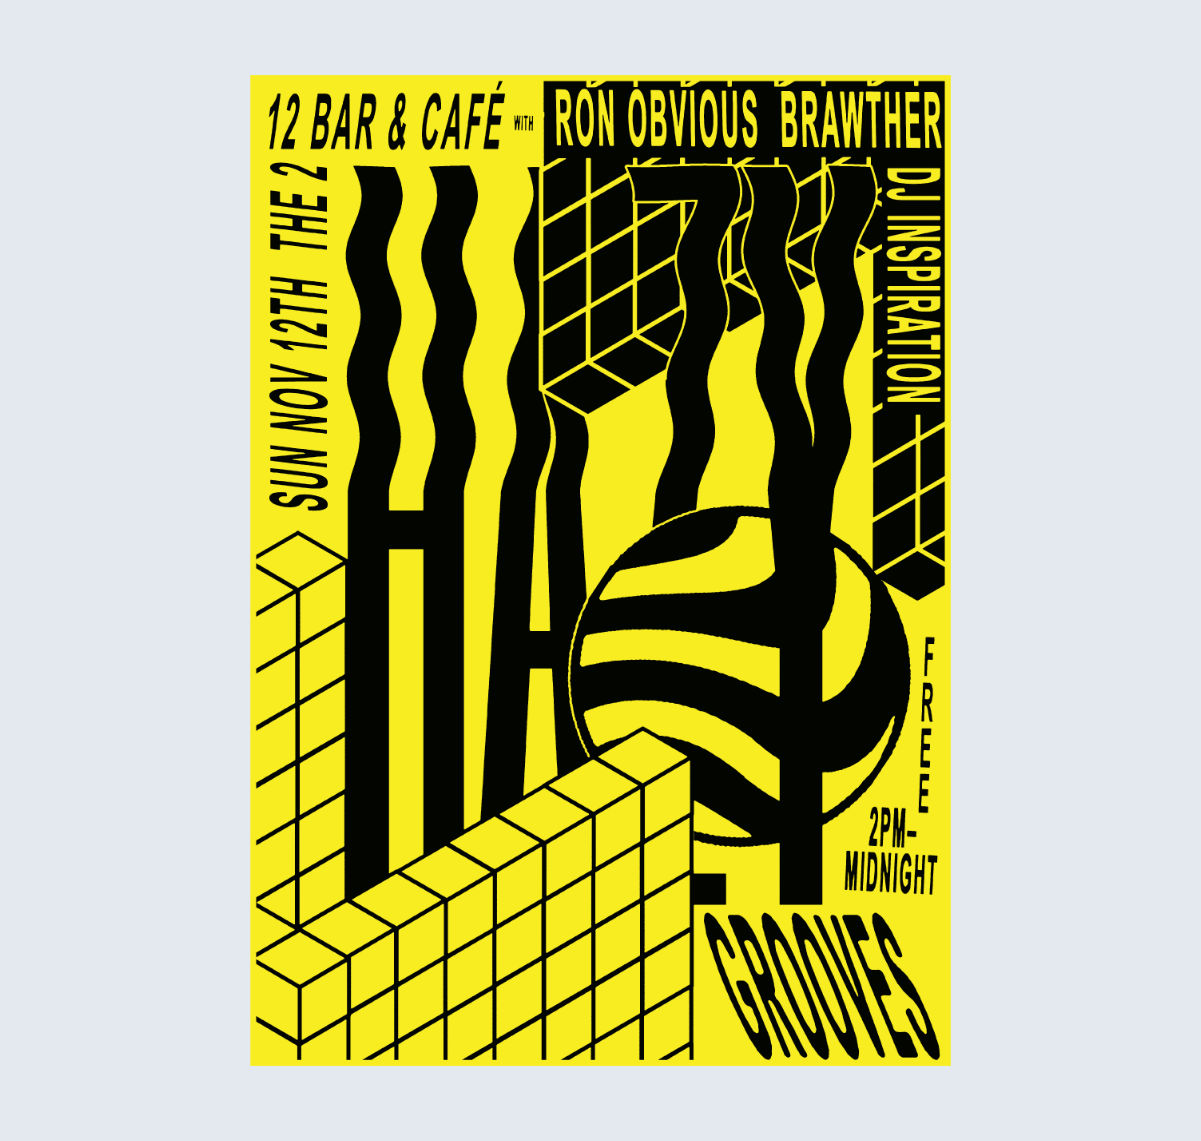 SUN NOV 12TH THE 2
12 BAR & CAFÉ WITH RON OBVIOUS BRAWTHER
DJ INSPIRATION
HAZY
FREE
2PM–
MIDNIGHT
GROOVES